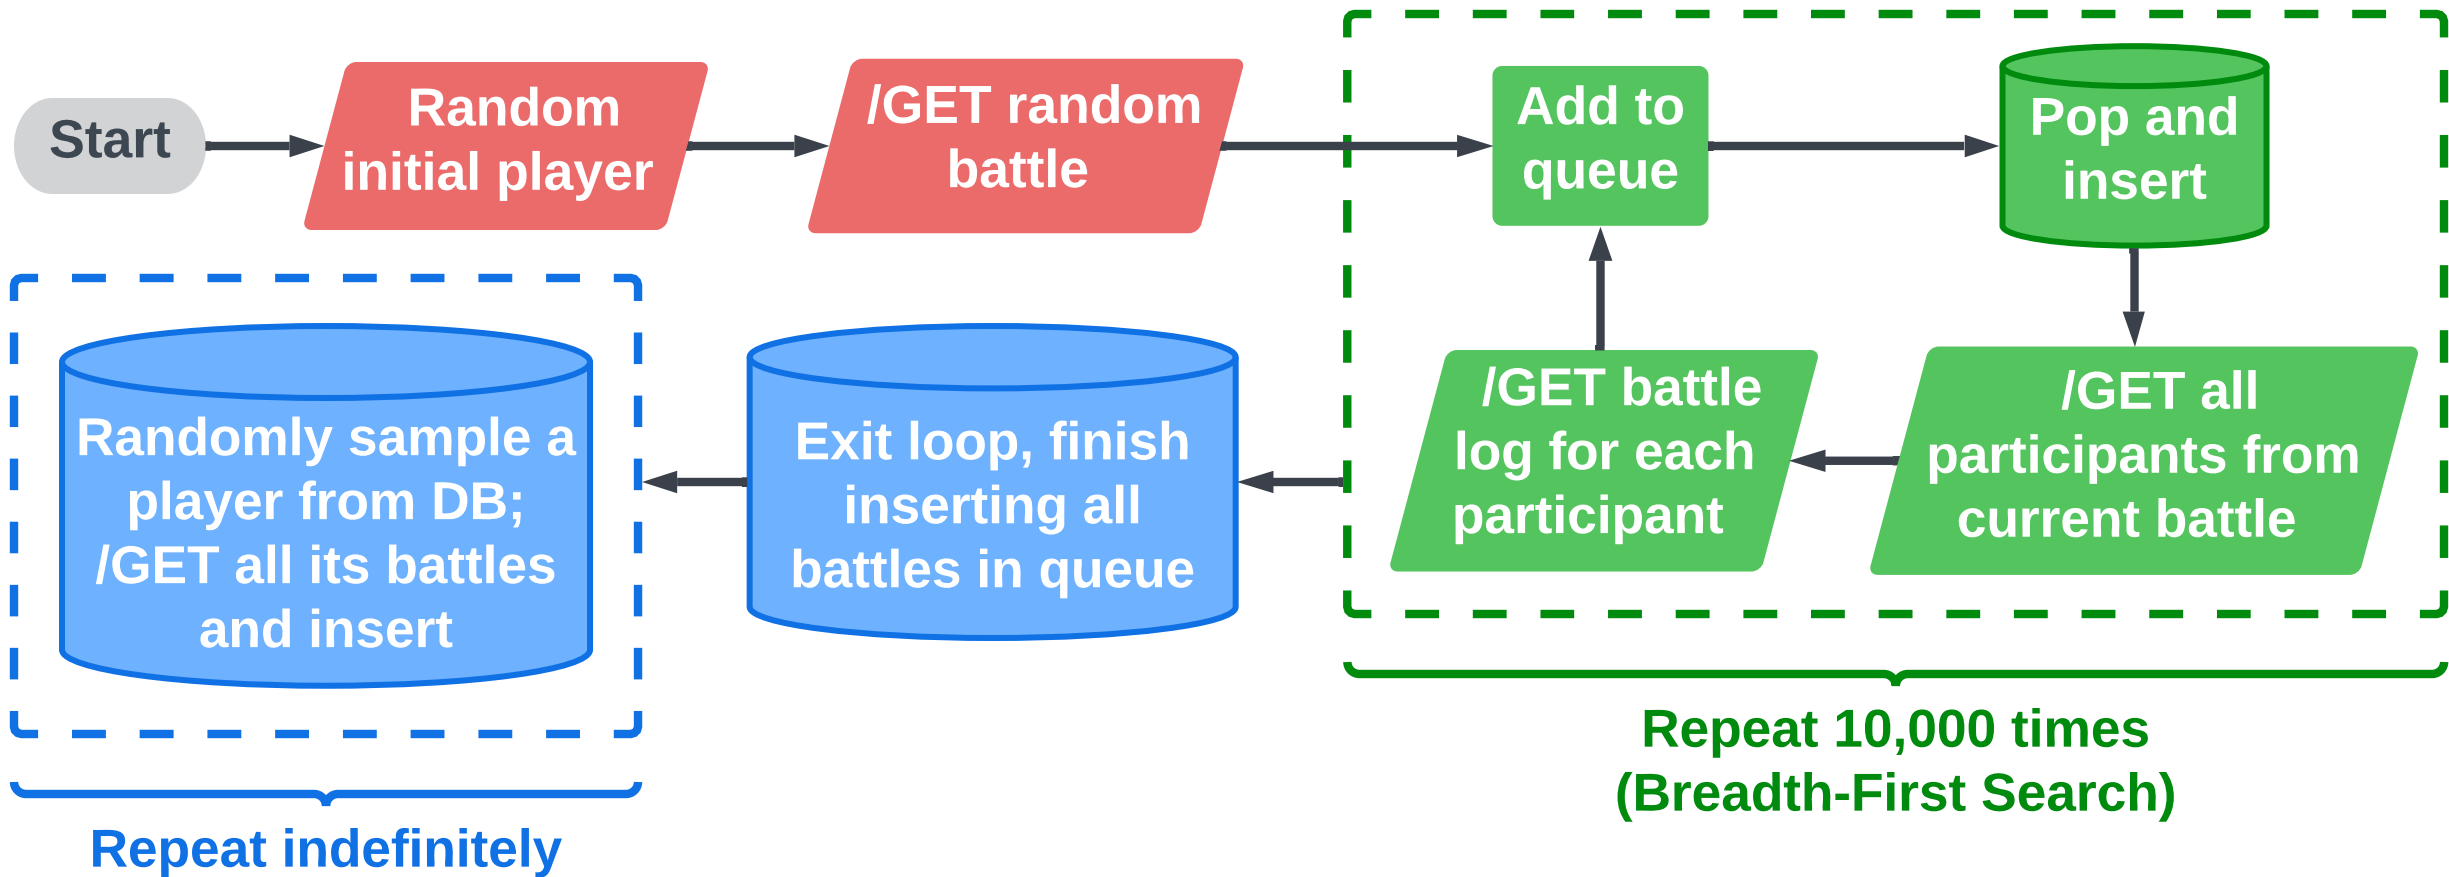 Start
Random
initial player
/GET random
battle
Add to
queue
Pop and
insert
/GET all
participants from
current battle
/GET battle
log for each
participant
Repeat 10,000 times
(Breadth-First Search)
Exit loop, finish
inserting all
battles in queue
Randomly sample a
player from DB;
/GET all its battles
and insert
Repeat indefinitely